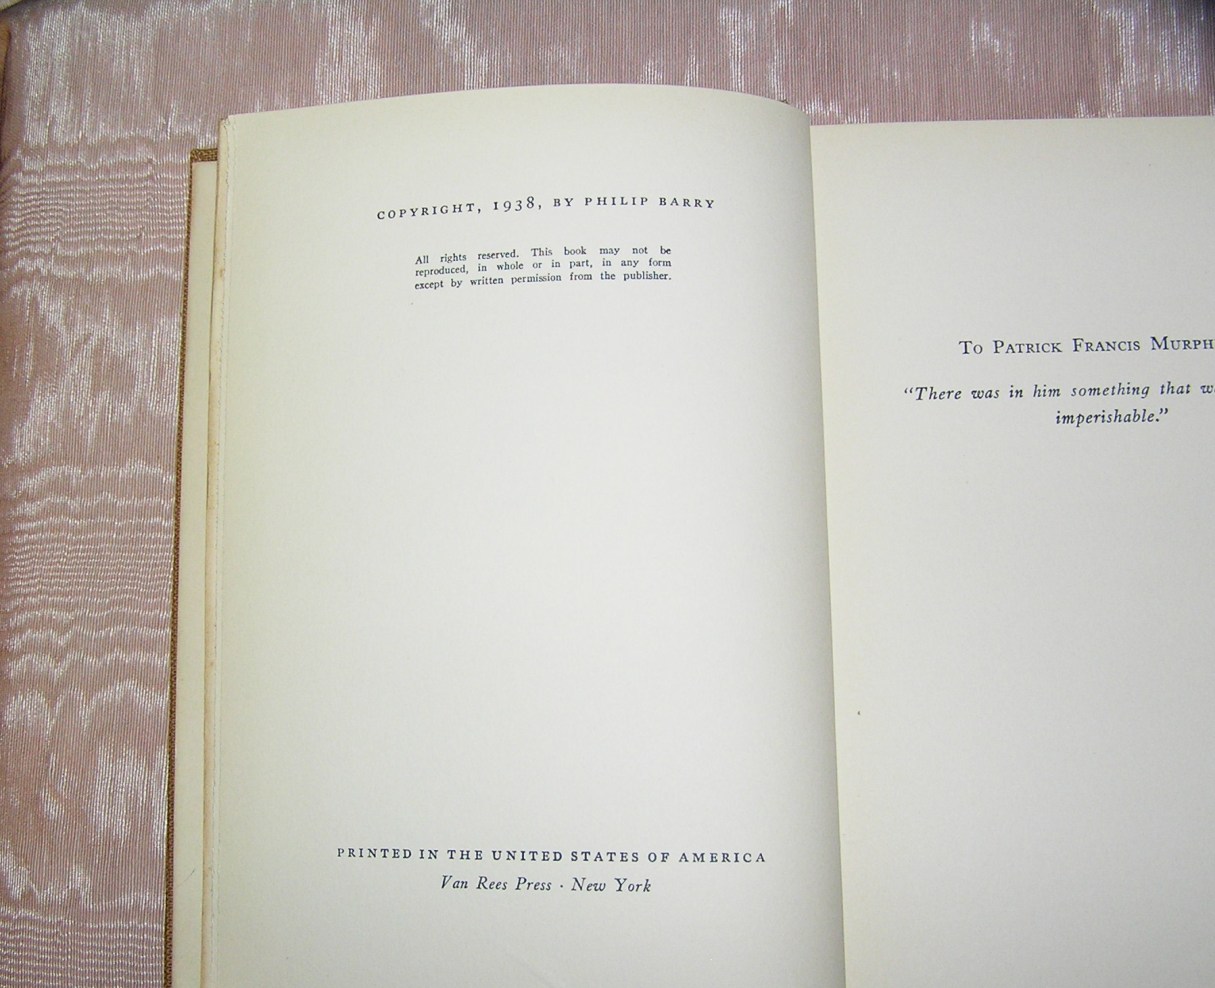 COPYRIGHT, 1938, BY PHILIP BARRY
All rights reserved. This book may not be
reproduced, in whole or in part, in any form
except by written permission from the publisher.
PRINTED IN THE UNITED STATES OF AMERICA
Van Rees Press · New York
TO PATRICK FRANCIS MURPH
“There was in him something that w
imperishable.”